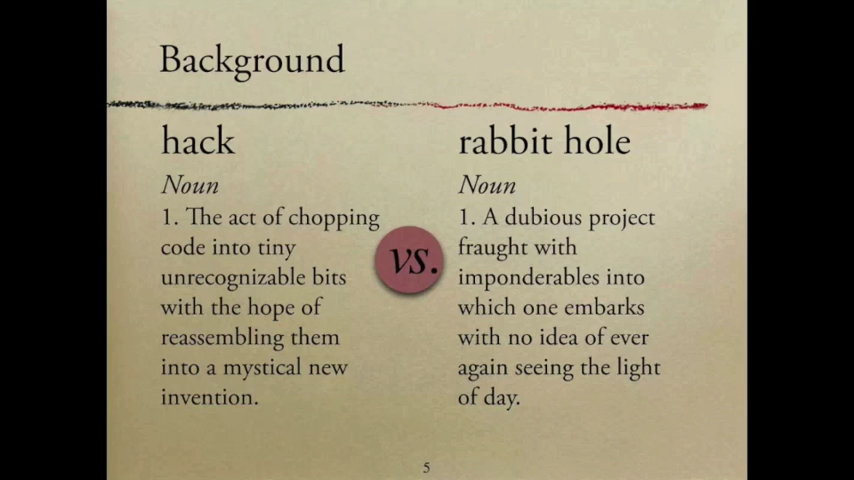 Background
hack
Noun
1. The act of chopping
code into tiny
unrecognizable bits
with the hope of
reassembling them
into a mystical new
invention.
vs.
rabbit hole
Noun
1. A dubious project
fraught with
imponderables into
which one embarks
with no idea of ever
again seeing the light
of day.
5